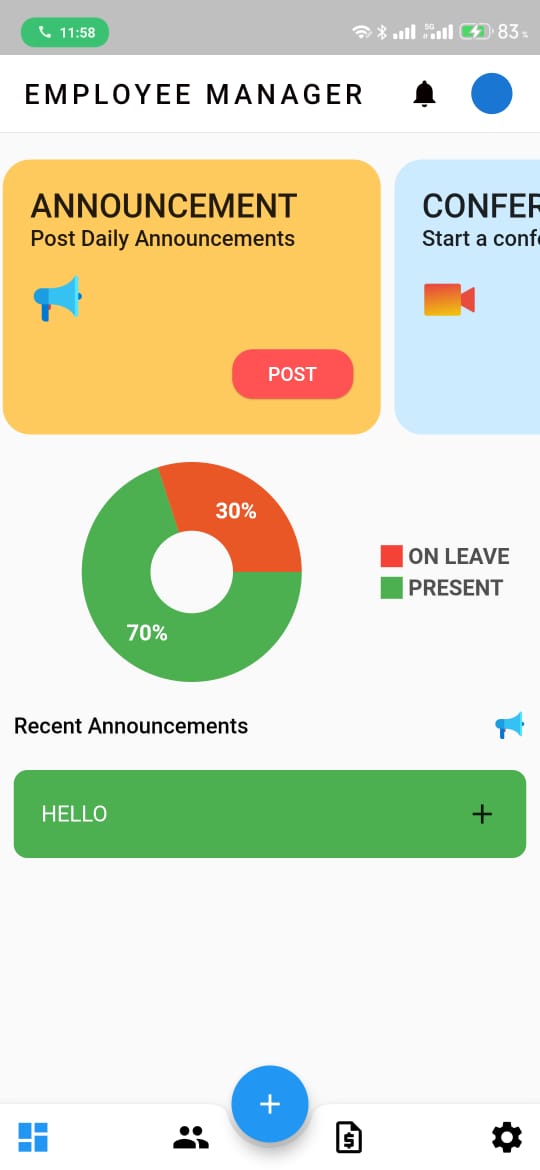 11:58
5G
83%
EMPLOYEE MANAGER
ANNOUNCEMENT
Post Daily Announcements
POST
CONFER
Start a confe
30%
70%
ON LEAVE
PRESENT
Recent Announcements
HELLO